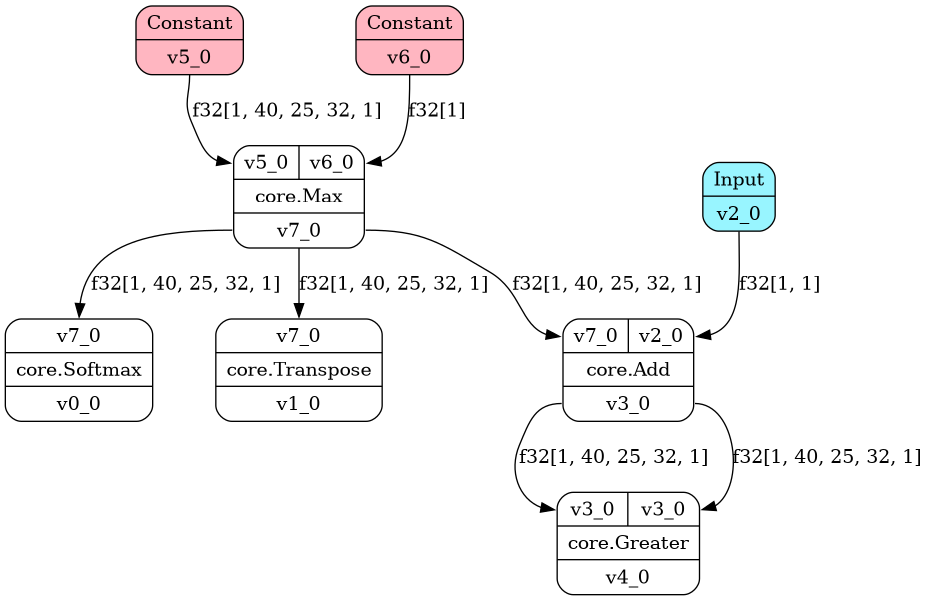 Constant
v5_0
Constant
v6_0
f32[1, 40, 25, 32, 1]
f32[1]
v5_0 v6_0
core.Max
v7_0
Input
v2_0
f32[1, 40, 25, 32, 1]
f32[1, 40, 25, 32, 1]
f32[1, 40, 25, 32, 1]
f32[1, 1]
v7_0
core.Softmax
v0_0
v7_0
core.Transpose
v1_0
v7_0 v2_0
core.Add
v3_0
f32[1, 40, 25, 32, 1]
f32[1, 40, 25, 32, 1]
v3_0 v3_0
core.Greater
v4_0